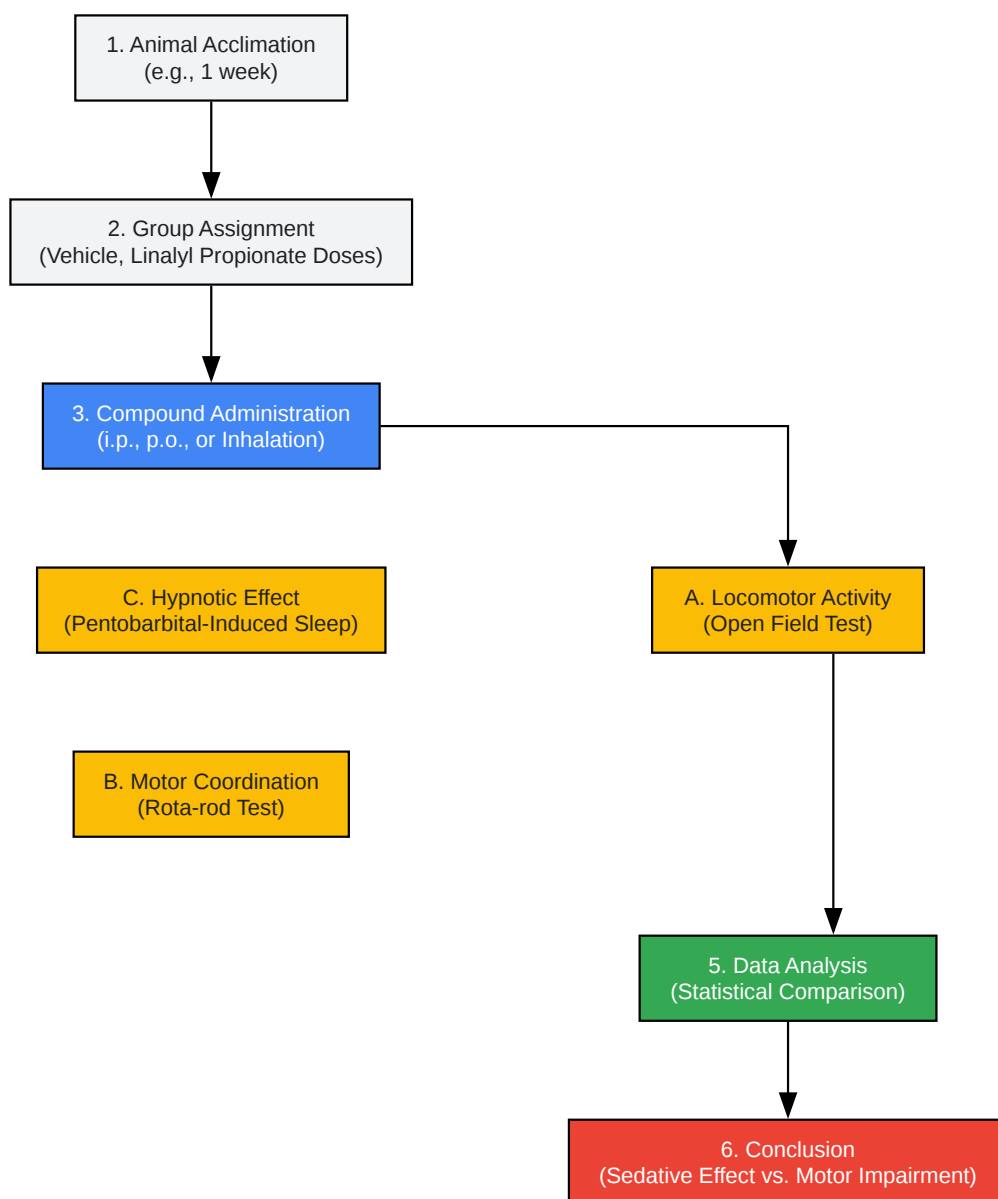 1. Animal Acclimation
(e.g., 1 week)
2. Group Assignment
(Vehicle, Linalyl Propionate Doses)
3. Compound Administration
(i.p., p.o., or Inhalation)
C. Hypnotic Effect
(Pentobarbital-Induced Sleep)
A. Locomotor Activity
(Open Field Test)
B. Motor Coordination
(Rota-rod Test)
5. Data Analysis
(Statistical Comparison)
6. Conclusion
(Sedative Effect vs. Motor Impairment)